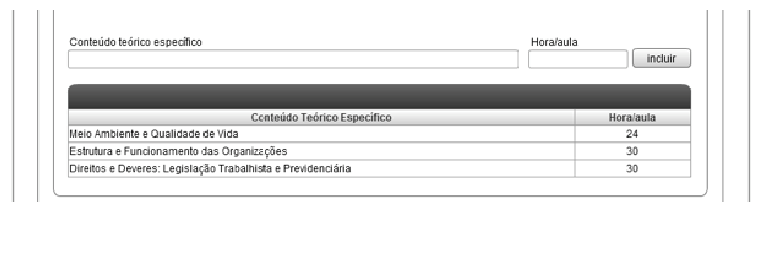 Conteúdo teórico específico Hora/aula
incluir
Conteúdo Teórico Específico Hora/aula
Meio Ambiente e Qualidade de Vida 24
Estrutura e Funcionamento das Organizações 30
Direitos e Deveres: Legislação Trabalhista e Previdenciária 30